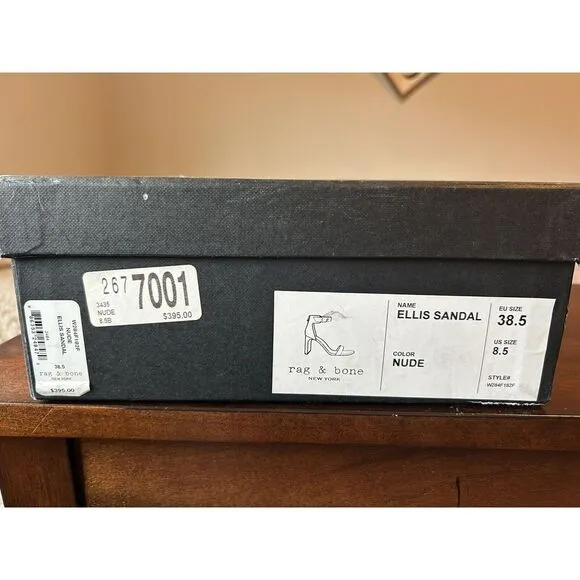 267 7001
3435
NUDE
8.5B
$395.00
W284F182F
NUDE
ELLIS SANDAL
38.5
rag & bone
NEW YORK
$395.00
rag & bone
NEW YORK
NAME
ELLIS SANDAL
COLOR
NUDE
EU SIZE
38.5
US SIZE
8.5
STYLE#
W284F182F